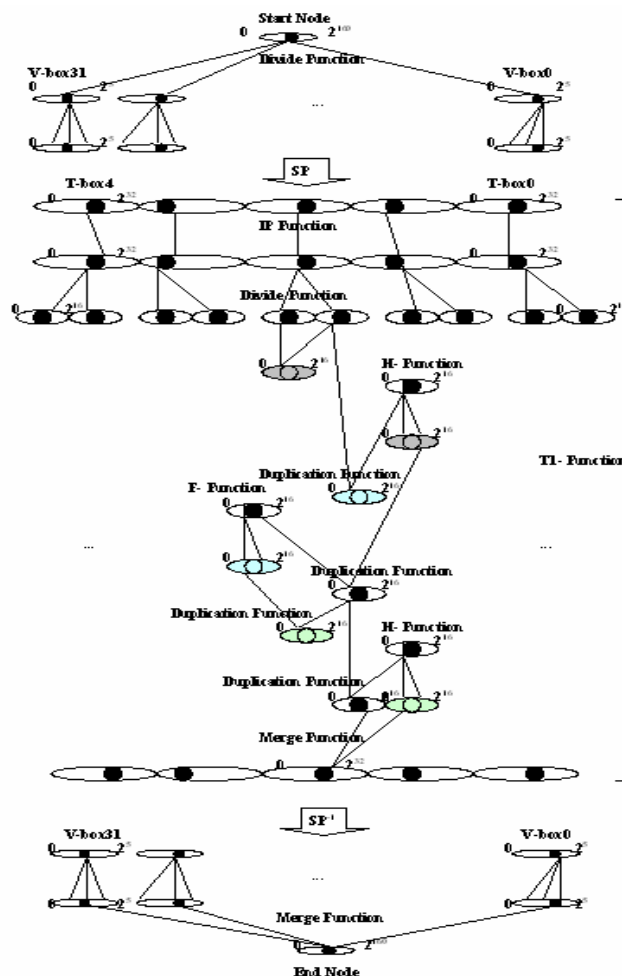 Start Node
0 2^160
Divide Function
V-box31 V-box0
0 2^5 0 2^5
...
0 2^5 0 2^5
SP
T-box4 T-box0
0 2^32 0 2^32
IP Function
0 2^32 0 2^32
Divide Function
0 2^16 0
0 2^16
H- Function
0 2^16
0 2^16
T1- Function
Duplication Function
0 2^16
F- Function
0 2^16
... ...
0 2^16
Duplication Function
0 2^16
Duplication Function
0 2^16
H- Function
0 2^16
Duplication Function
0 2^16
Merge Function
0 2^32
SP^-1
V-box31 V-box0
0 2^5 0 2^5
...
0 2^5 0 2^5
Merge Function
0 2^160
End Node